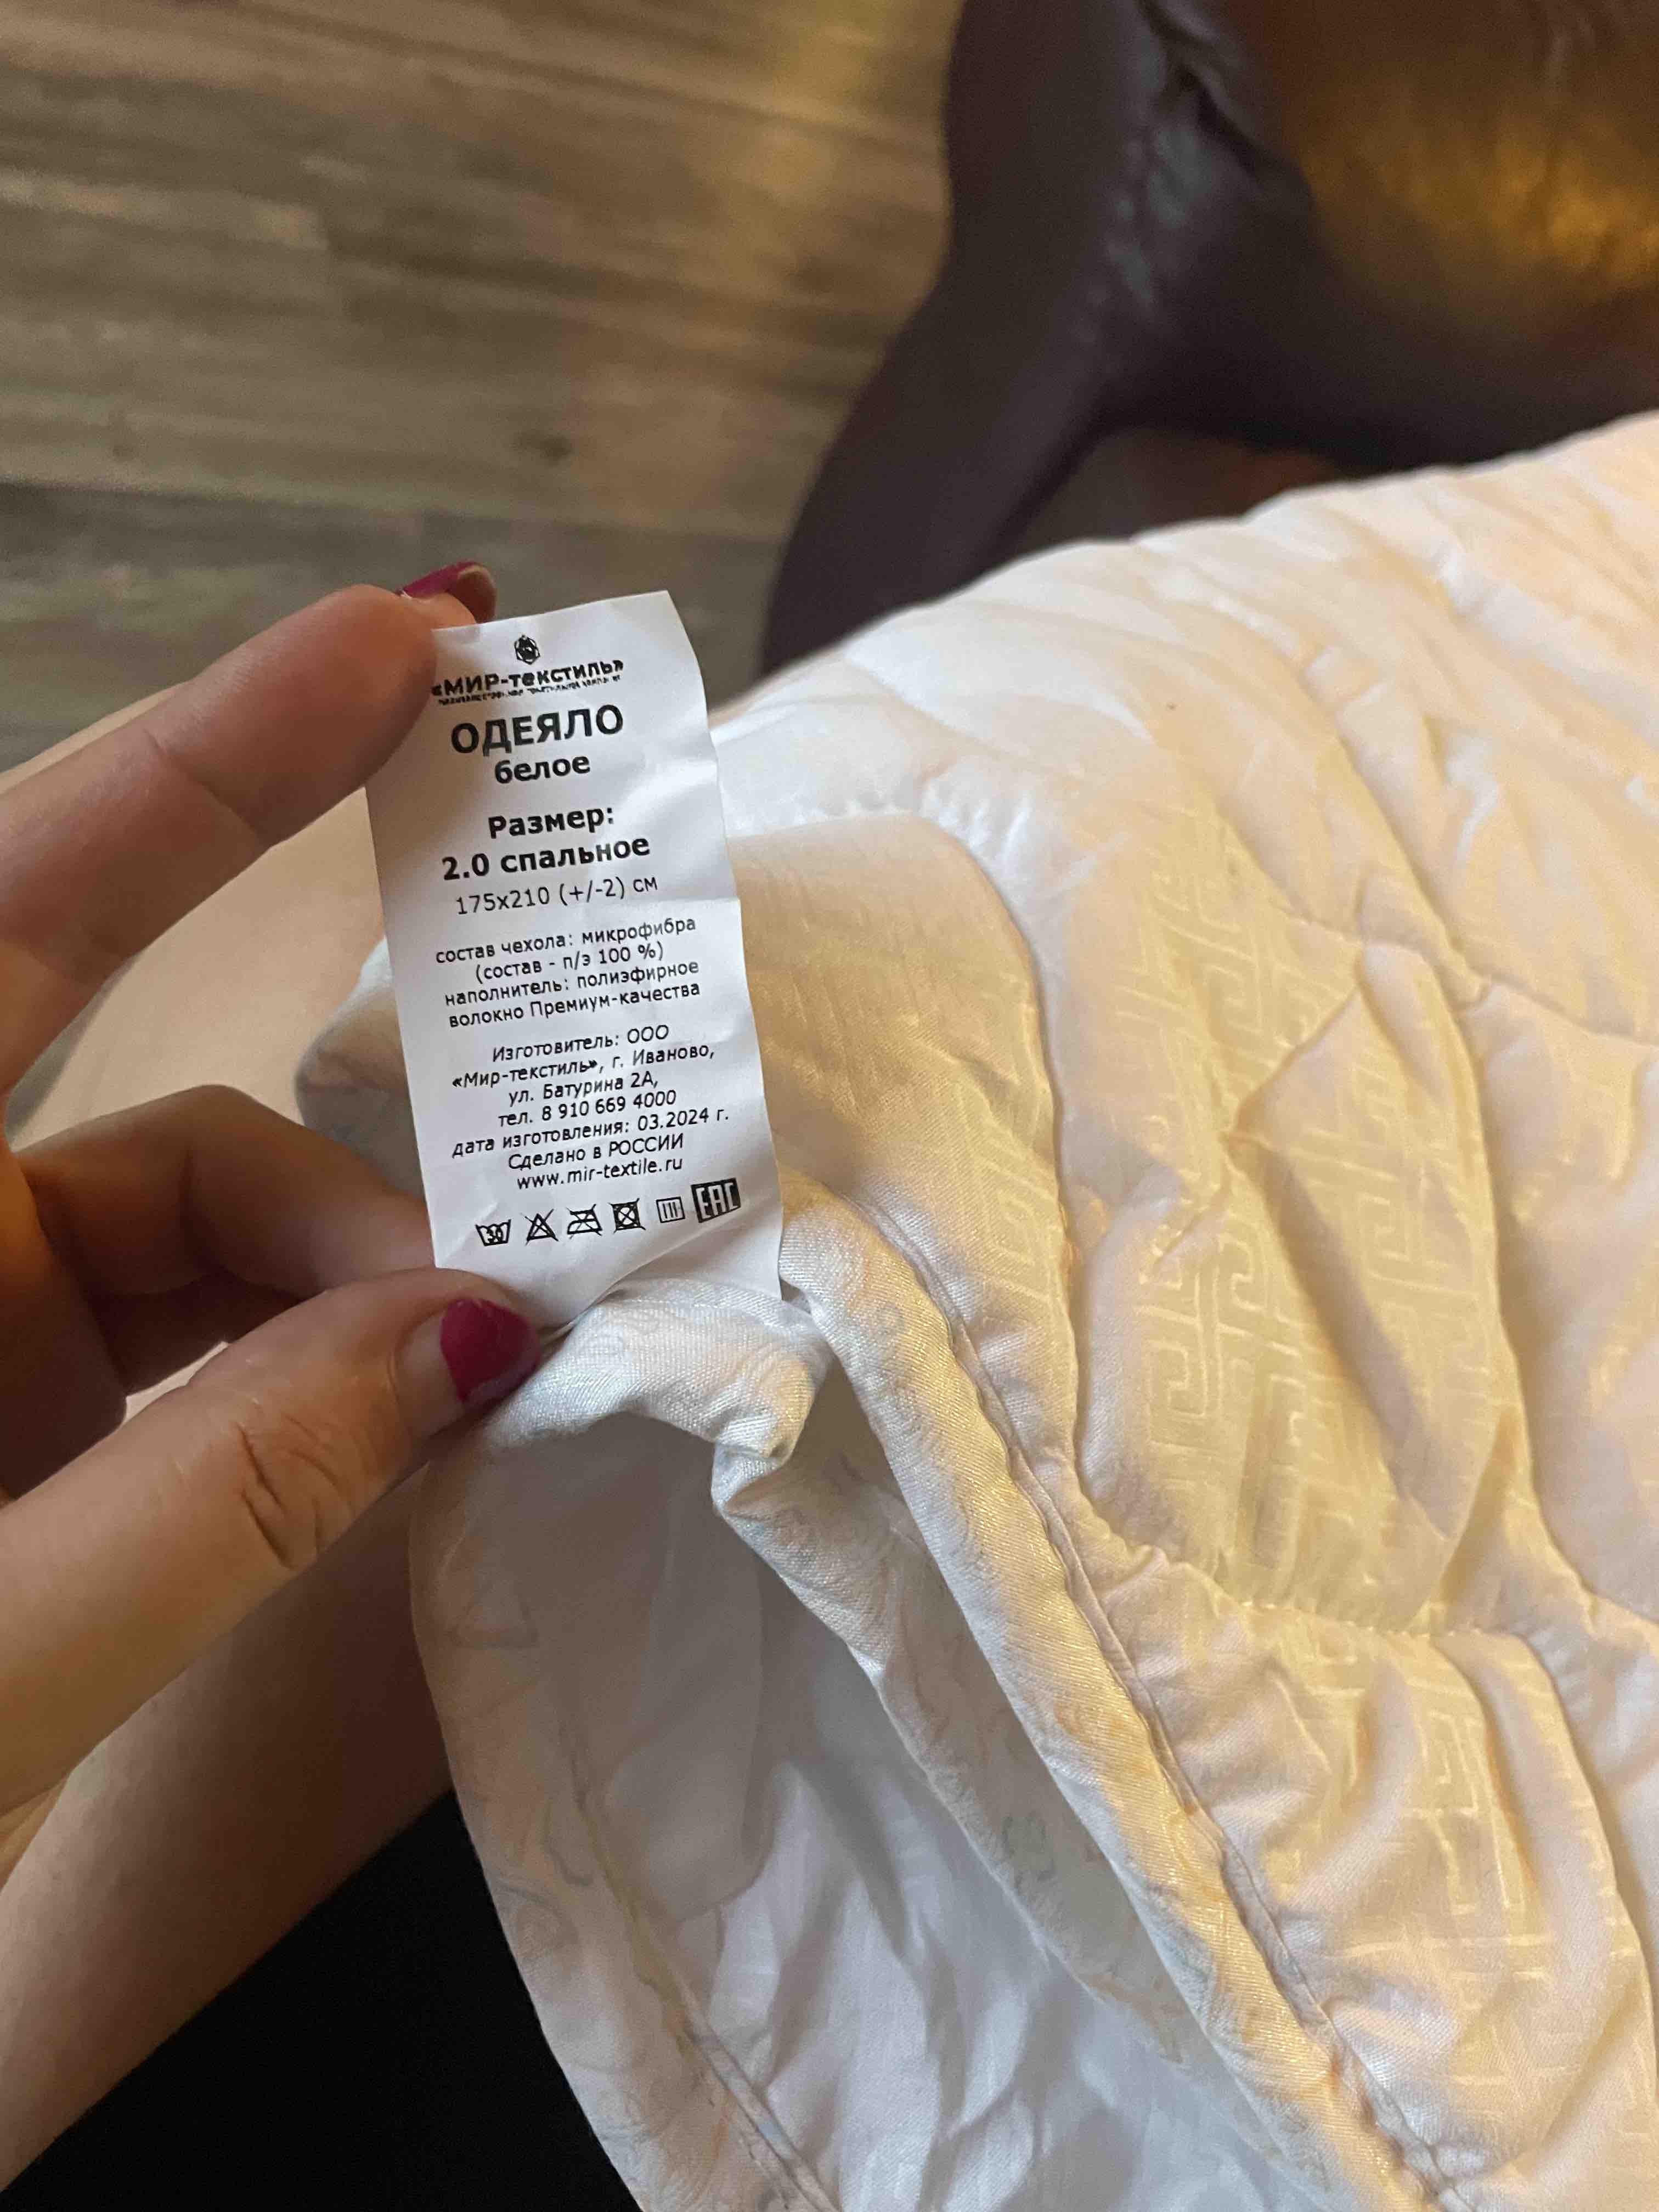 «МИР-текстиль»
ОДЕЯЛО
белое
Размер:
2.0 спальное
175х210 (+/-2) см
состав чехола: микрофибра
(состав - п/э 100 %)
наполнитель: полиэфирное
волокно Премиум-качества
Изготовитель: ООО
«Мир-текстиль», г. Иваново,
ул. Батурина 2А,
тел. 8 910 669 4000
дата изготовления: 03.2024 г.
Сделано в РОССИИ
www.mir-textile.ru
30 EAC